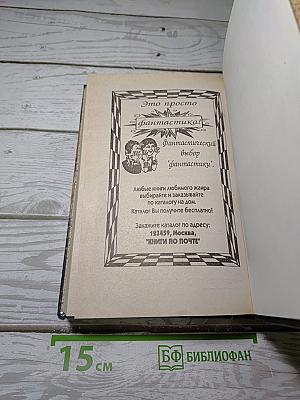 Это просто
фантастика!
Фантастический
выбор
"фантастики".
Любые книги любимого жанра
выбирайте и заказывайте
по каталогу на дом.
Каталог Вы получите бесплатно!
Закажите каталог по адресу:
123459, Москва,
"КНИГИ ПО ПОЧТЕ"
15 см
БФ БИБЛИОФАН